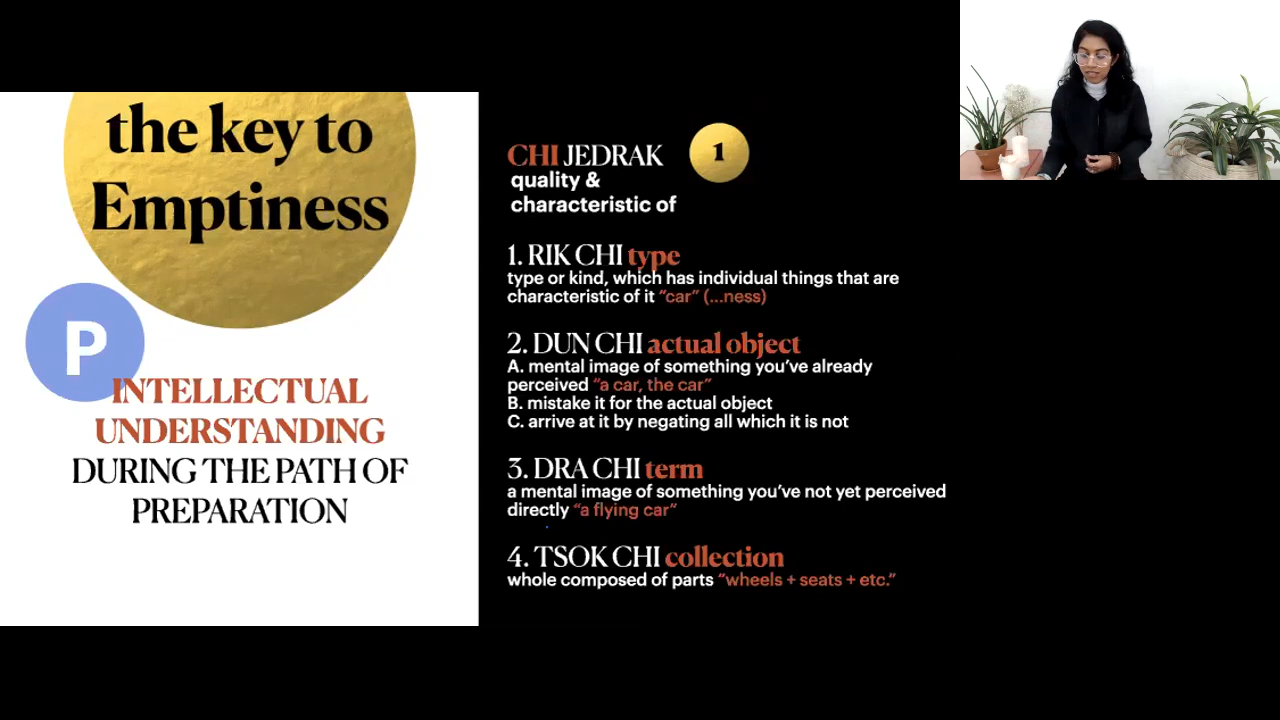 the key to
Emptiness
P
INTELLECTUAL
UNDERSTANDING
DURING THE PATH OF
PREPARATION
CHI JEDRAK
1
quality &
characteristic of
1. RIK CHI type
type or kind, which has individual things that are
characteristic of it “car” (...ness)
2. DUN CHI actual object
A. mental image of something you’ve already
perceived “a car, the car”
B. mistake it for the actual object
C. arrive at it by negating all which it is not
3. DRA CHI term
a mental image of something you’ve not yet perceived
directly “a flying car”
4. TSOK CHI collection
whole composed of parts “wheels + seats + etc.”